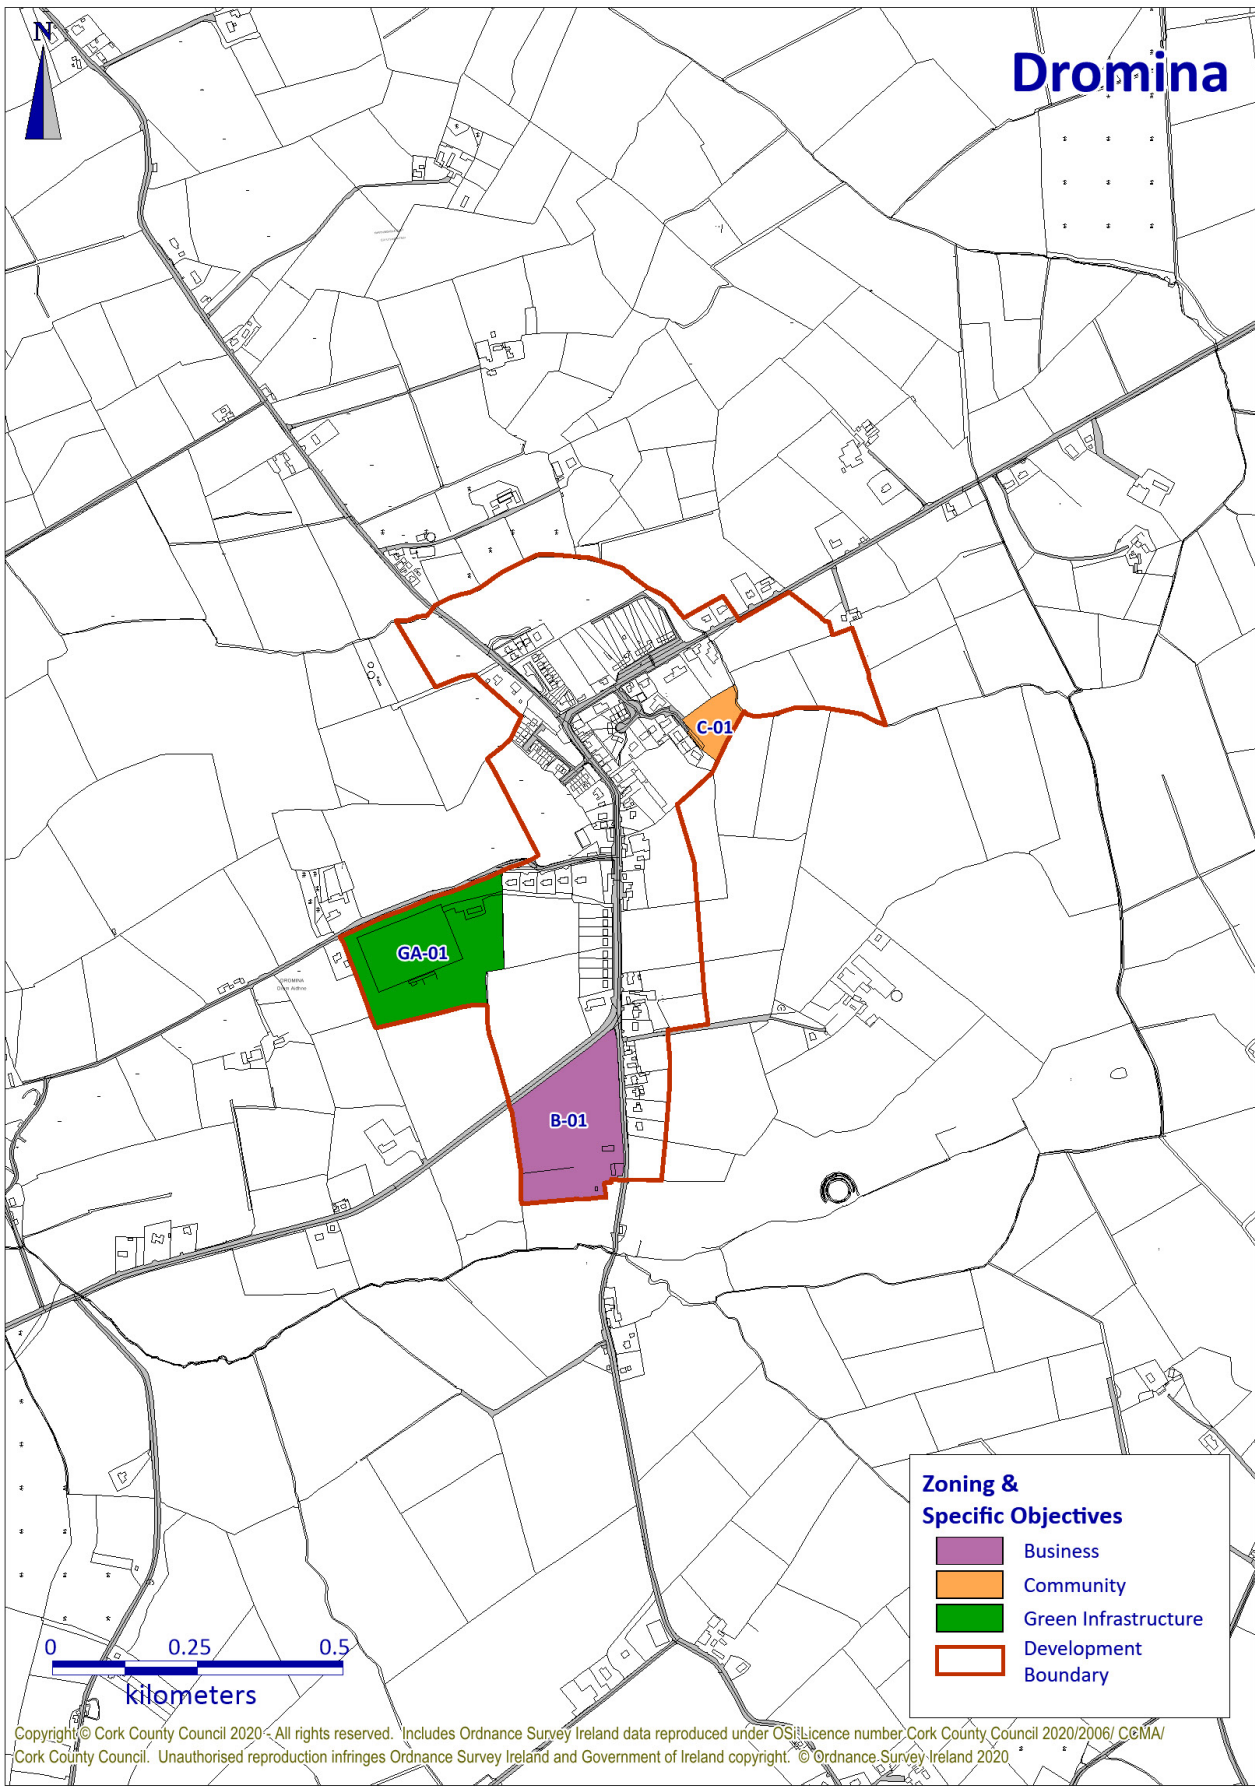 N
Dromina
C-01
GA-01
DROMINA
B-01
Zoning &
Specific Objectives
Business
Community
Green Infrastructure
Development
Boundary
0 0.25 0.5
kilometers
Copyright © Cork County Council 2020 - All rights reserved. Includes Ordnance Survey Ireland data reproduced under OSi Licence number Cork County Council 2020/2006/ CCMA/
Cork County Council. Unauthorised reproduction infringes Ordnance Survey Ireland and Government of Ireland copyright. © Ordnance Survey Ireland 2020